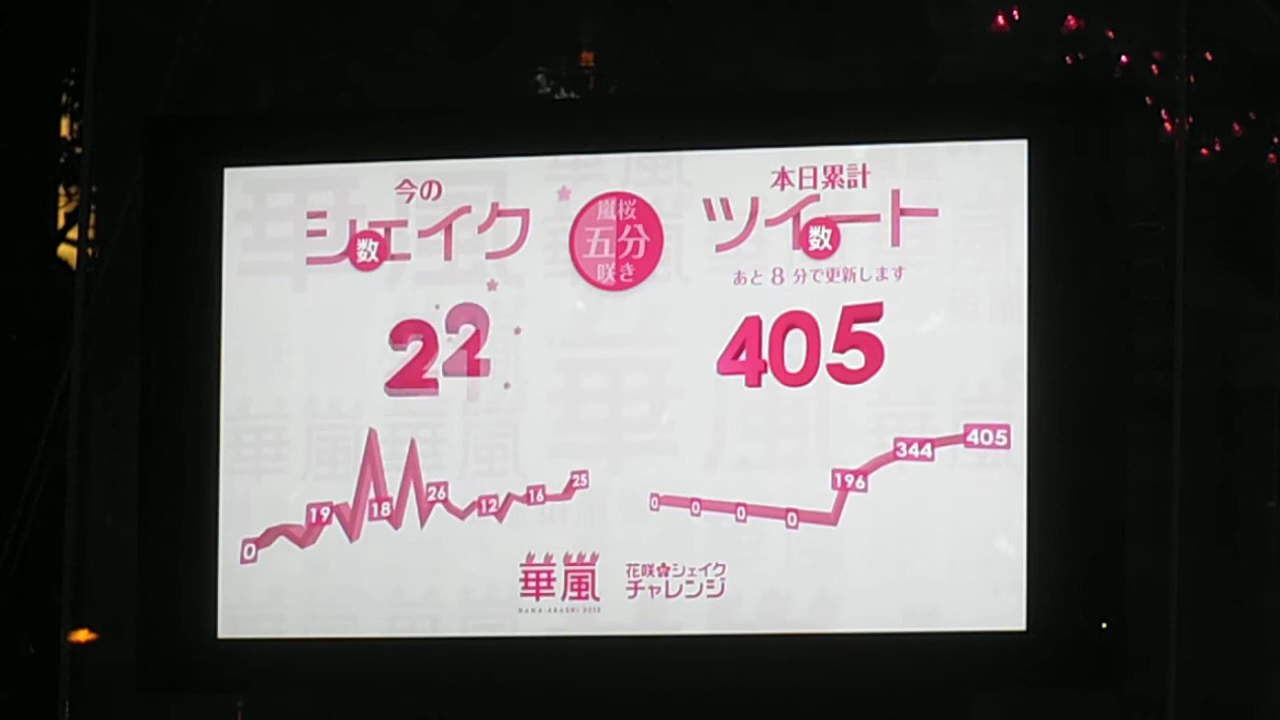 今の
シェイク
数
22
0
19
18
26
12
16
25
嵐桜
五分
咲き
本日累計
ツイート
数
あと8分で更新します
405
0
0
0
0
196
344
405
華嵐
花咲シェイク
チャレンジ